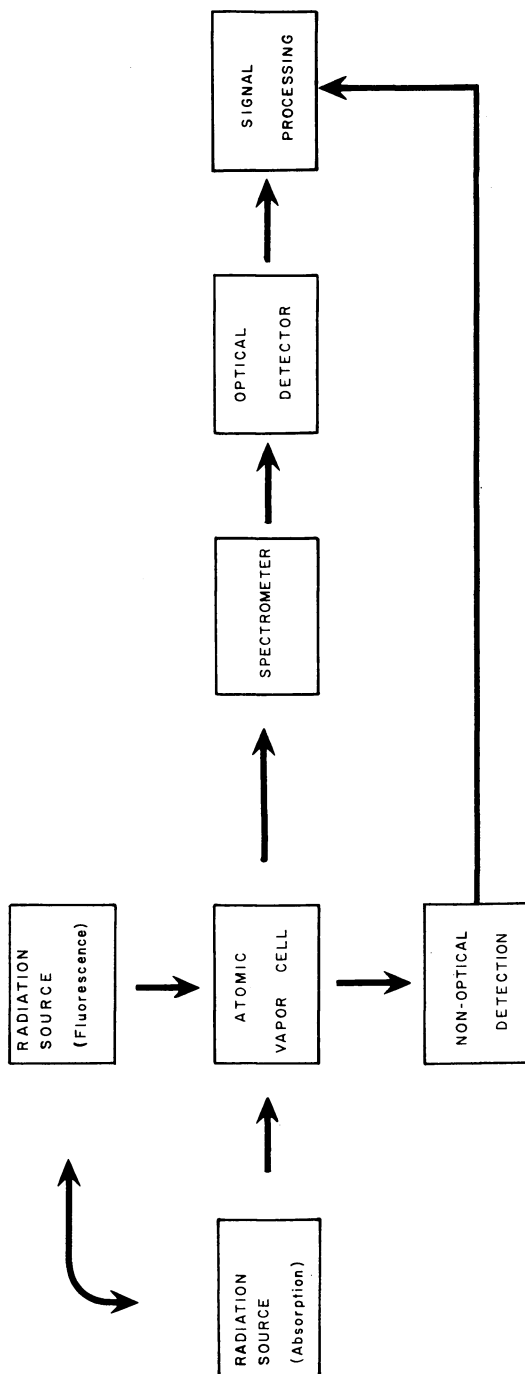 RADIATION
SOURCE
(Fluorescence)
RADIATION
SOURCE
(Absorption)
ATOMIC
VAPOR CELL
SPECTROMETER
OPTICAL
DETECTOR
SIGNAL
PROCESSING
NON-OPTICAL
DETECTION